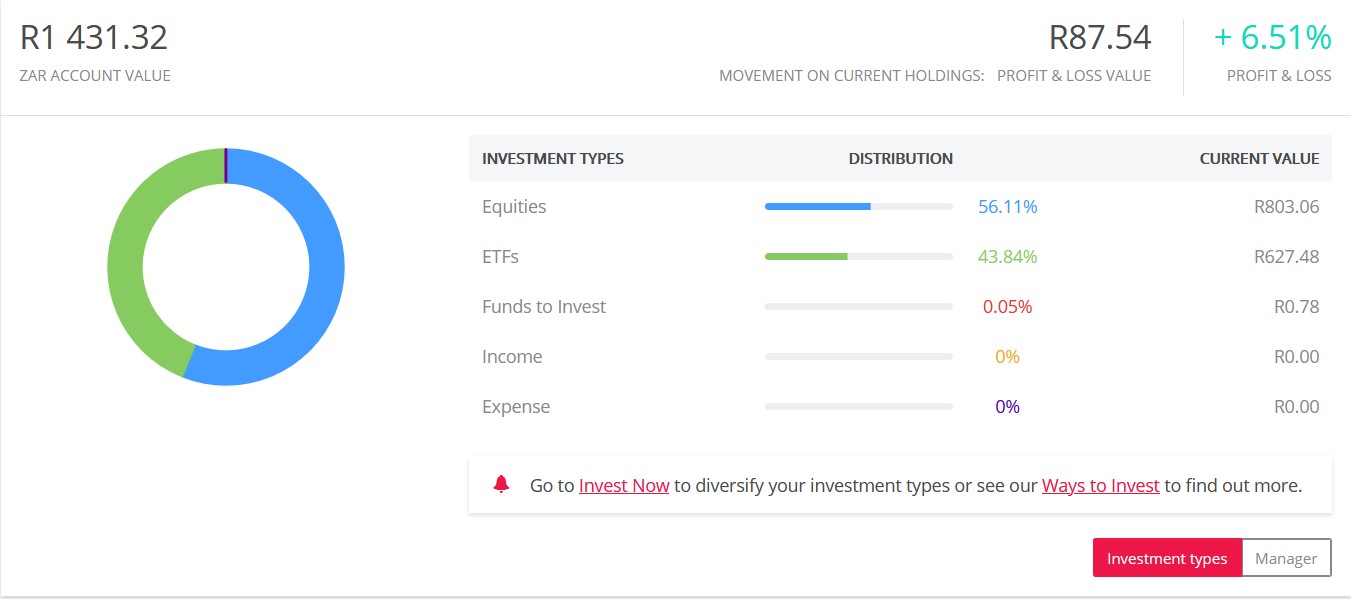 R1 431.32 R87.54 + 6.51%
ZAR ACCOUNT VALUE MOVEMENT ON CURRENT HOLDINGS: PROFIT & LOSS VALUE PROFIT & LOSS
INVESTMENT TYPES DISTRIBUTION CURRENT VALUE
Equities 56.11% R803.06
ETFs 43.84% R627.48
Funds to Invest 0.05% R0.78
Income 0% R0.00
Expense 0% R0.00
Go to Invest Now to diversify your investment types or see our Ways to Invest to find out more.
Investment types Manager